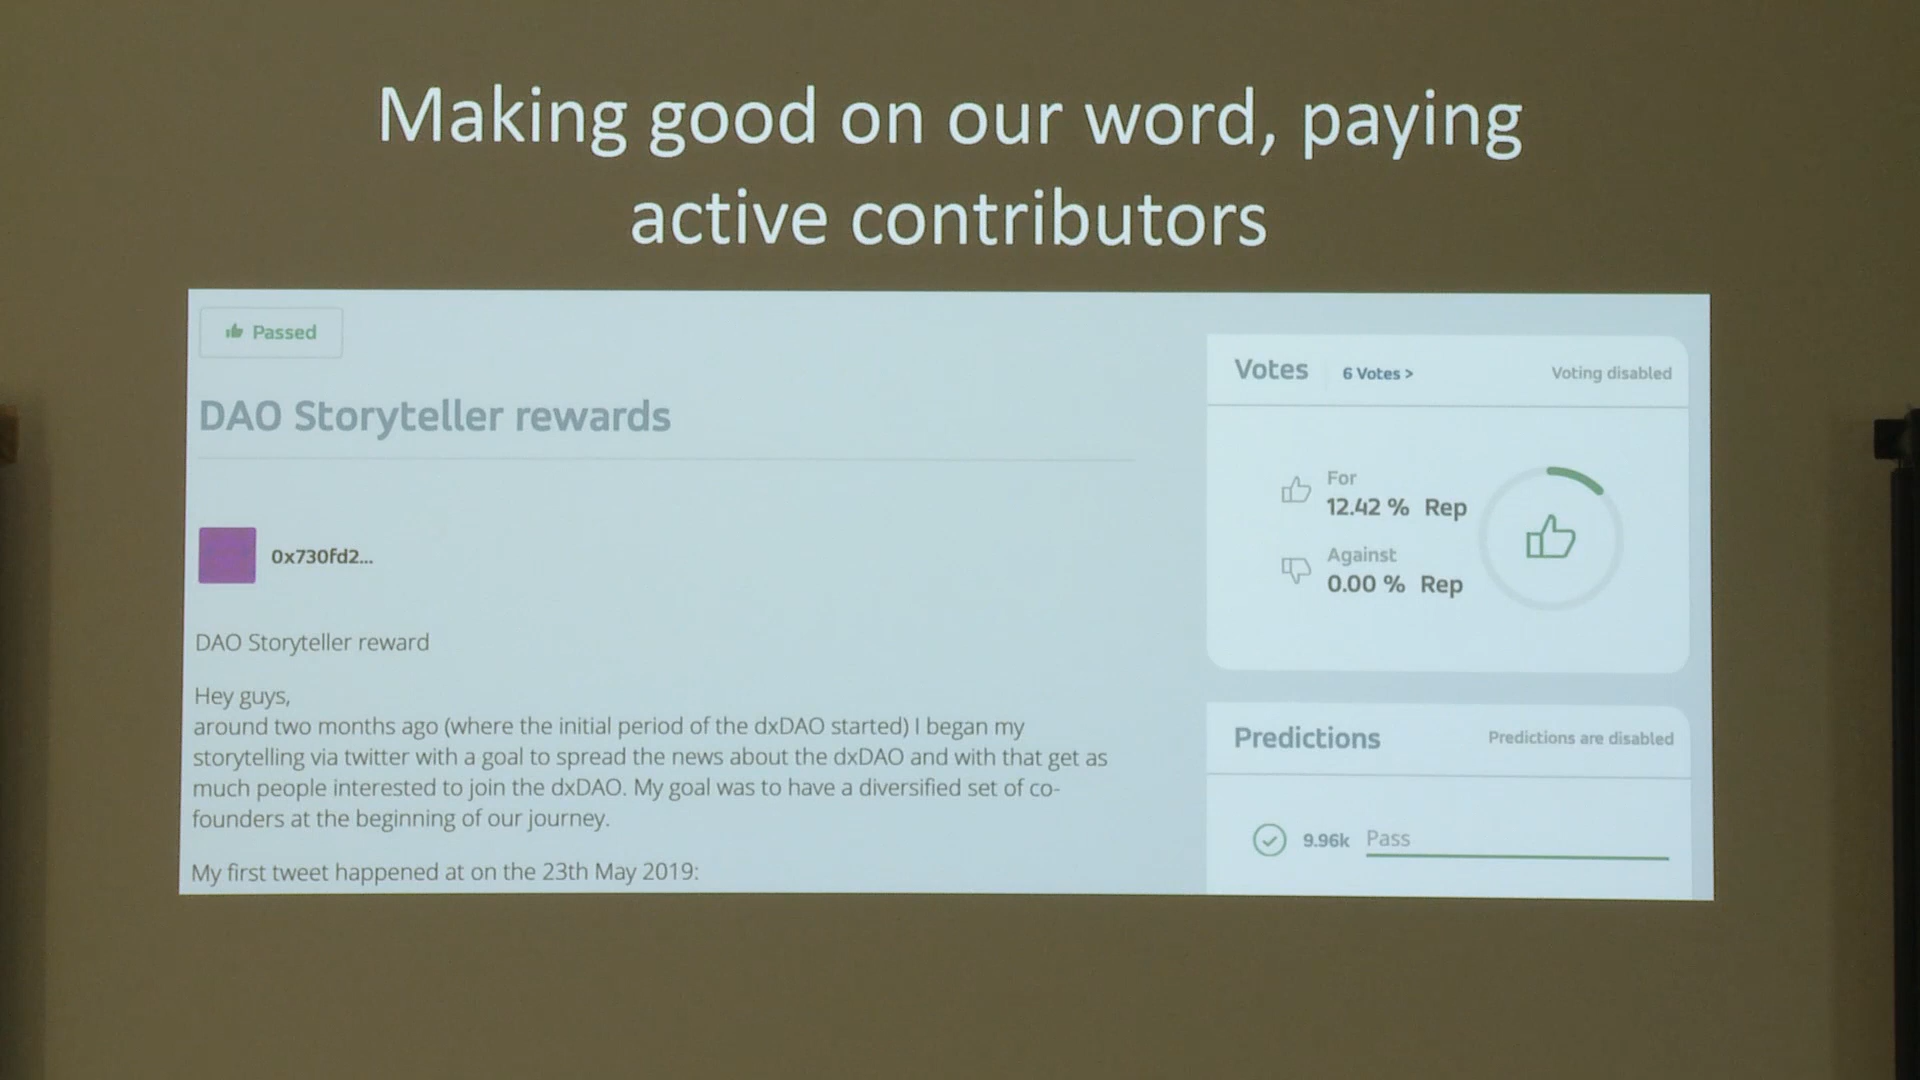 Making good on our word, paying
active contributors
Passed
DAO Storyteller rewards
0x730fd2...
DAO Storyteller reward
Hey guys,
around two months ago (where the initial period of the dxDAO started) I began my
storytelling via twitter with a goal to spread the news about the dxDAO and with that get as
much people interested to join the dxDAO. My goal was to have a diversified set of co-
founders at the beginning of our journey.
My first tweet happened at on the 23th May 2019:
Votes 6 Votes > Voting disabled
For
12.42 % Rep
Against
0.00 % Rep
Predictions Predictions are disabled
9.96k Pass